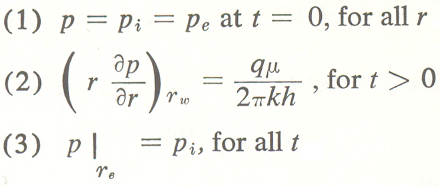 (1) p = p_i = p_e at t = 0, for all r
(2) (r ∂p/∂r)_{r_w} = qμ/2πkh , for t > 0
(3) p |_{r_e} = p_i, for all t